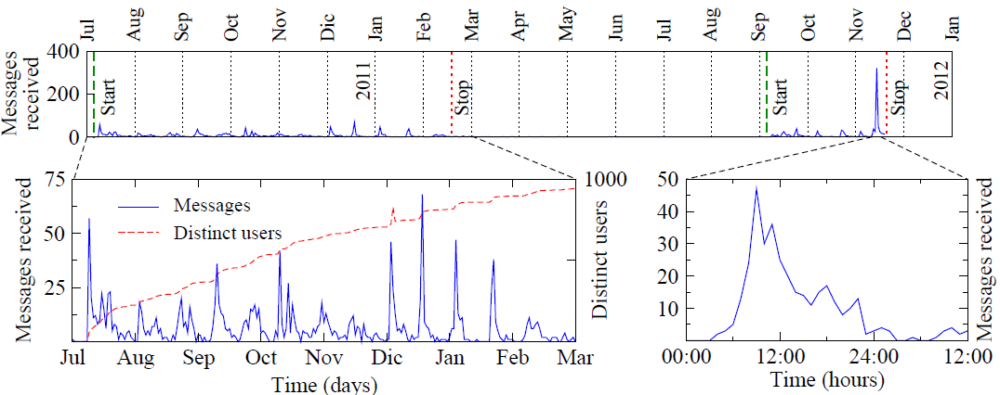 Jul Aug Sep Oct Nov Dic Jan Feb Mar Apr May Jun Jul Aug Sep Oct Nov Dec Jan
Messages received
400
200
0
Start
2011
Stop
Start
Stop
2012
75
50
25
Messages received
Messages
Distinct users
1000
Distinct users
Jul Aug Sep Oct Nov Dic Jan Feb Mar
Time (days)
50
40
30
20
10
Messages received
00:00 12:00 24:00 12:00
Time (hours)